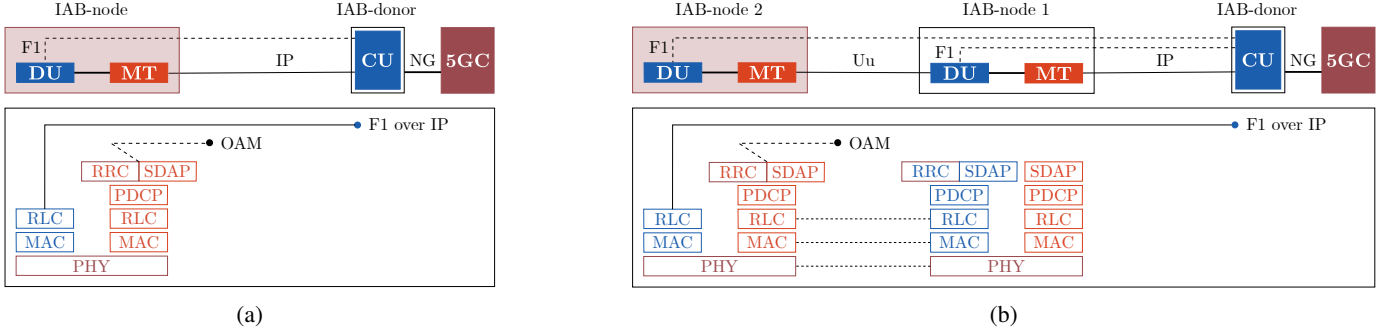 IAB-node
IAB-donor
F1
DU
MT
IP
CU
NG
5GC
F1 over IP
OAM
RRC SDAP
PDCP
RLC RLC
MAC MAC
PHY
(a)
IAB-node 2
IAB-node 1
IAB-donor
F1
DU
MT
Uu
F1
DU
MT
IP
CU
NG
5GC
F1 over IP
OAM
RRC SDAP RRC SDAP SDAP
PDCP PDCP PDCP
RLC RLC RLC RLC
MAC MAC MAC MAC
PHY PHY
(b)